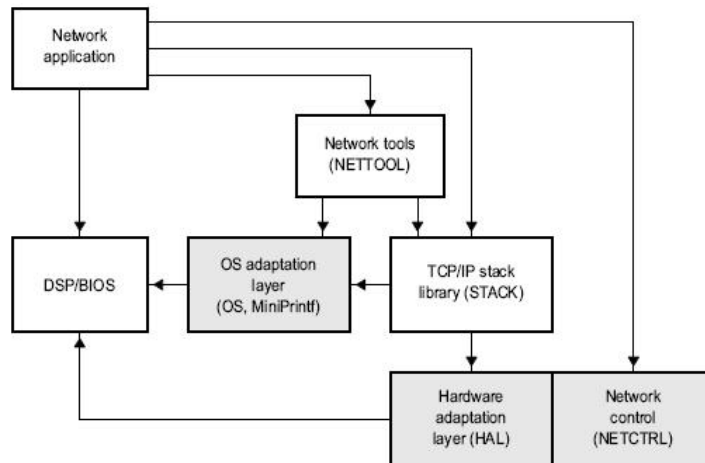 Network
application
Network tools
(NETTOOL)
DSP/BIOS
OS adaptation
layer
(OS, MiniPrintf)
TCP/IP stack
library (STACK)
Hardware
adaptation
layer (HAL)
Network
control
(NETCTRL)